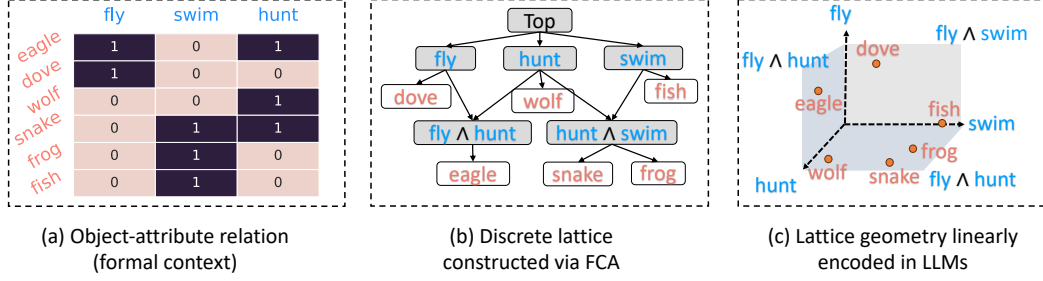 fly swim hunt
eagle 1 0 1
dove 1 0 0
wolf 0 0 1
snake 0 1 1
frog 0 1 0
fish 0 1 0
(a) Object-attribute relation
(formal context)
Top
fly hunt swim
dove wolf fish
fly ∧ hunt hunt ∧ swim
eagle snake frog
(b) Discrete lattice
constructed via FCA
fly
fly ∧ swim
dove
fly ∧ hunt
eagle
fish
swim
frog
wolf
snake
hunt
fly ∧ hunt
(c) Lattice geometry linearly
encoded in LLMs